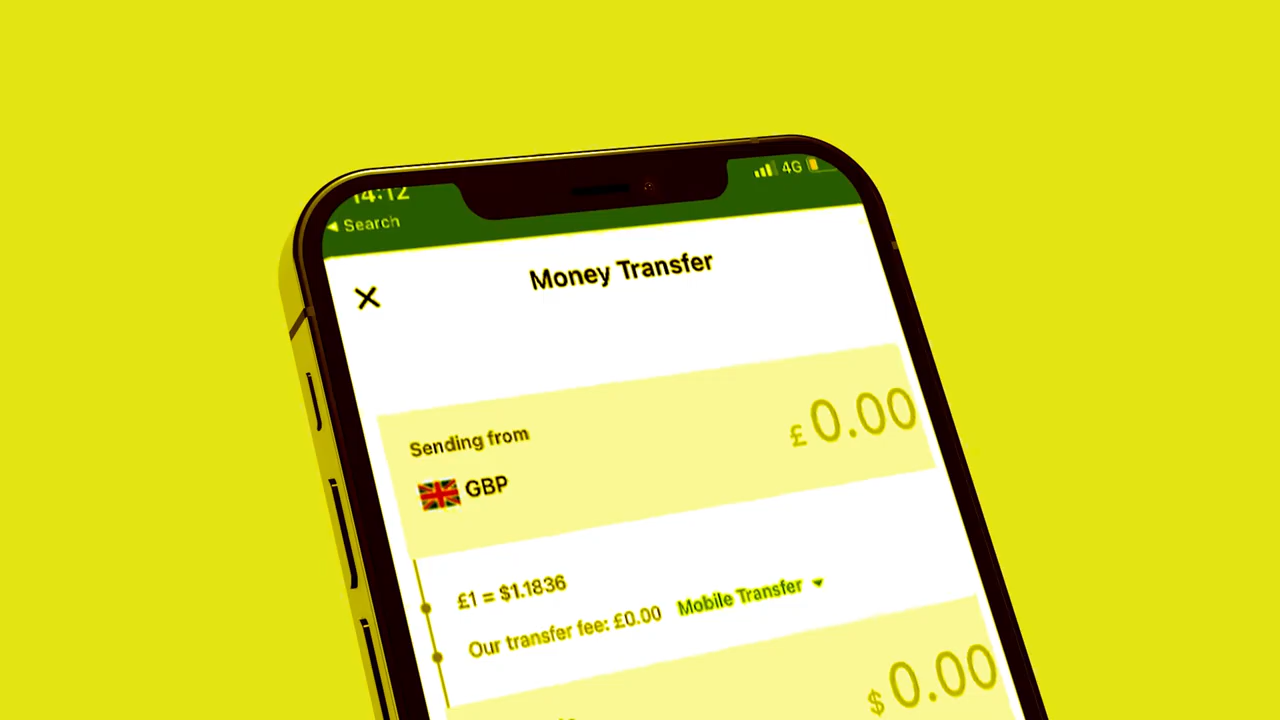 14:12
4G
◀ Search
Money Transfer
Sending from
£ 0.00
GBP
£1 = $1.1836
Our transfer fee: £0.00 Mobile Transfer
$ 0.00